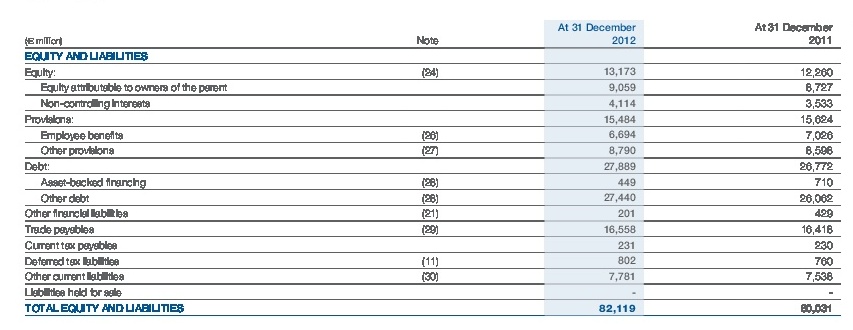 At 31 December At 31 December
(€ million) Note 2012 2011
EQUITY AND LIABILITIES
Equity: (24) 13,173 12,260
Equity attributable to owners of the parent 9,059 8,727
Non-controlling interests 4,114 3,533
Provisions: 15,484 15,624
Employee benefits (26) 6,694 7,026
Other provisions (27) 8,790 8,598
Debt: 27,889 26,772
Asset-backed financing (28) 449 710
Other debt (28) 27,440 26,062
Other financial liabilities (21) 201 429
Trade payables (29) 16,558 16,418
Current tax payables 231 230
Deferred tax liabilities (11) 802 760
Other current liabilities (30) 7,781 7,538
Liabilities held for sale - -
TOTAL EQUITY AND LIABILITIES 82,119 80,031